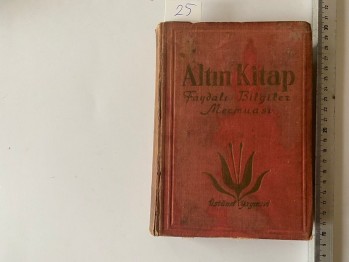 25
Altın Kitap
Faydalı Bilgiler
Mecmuası